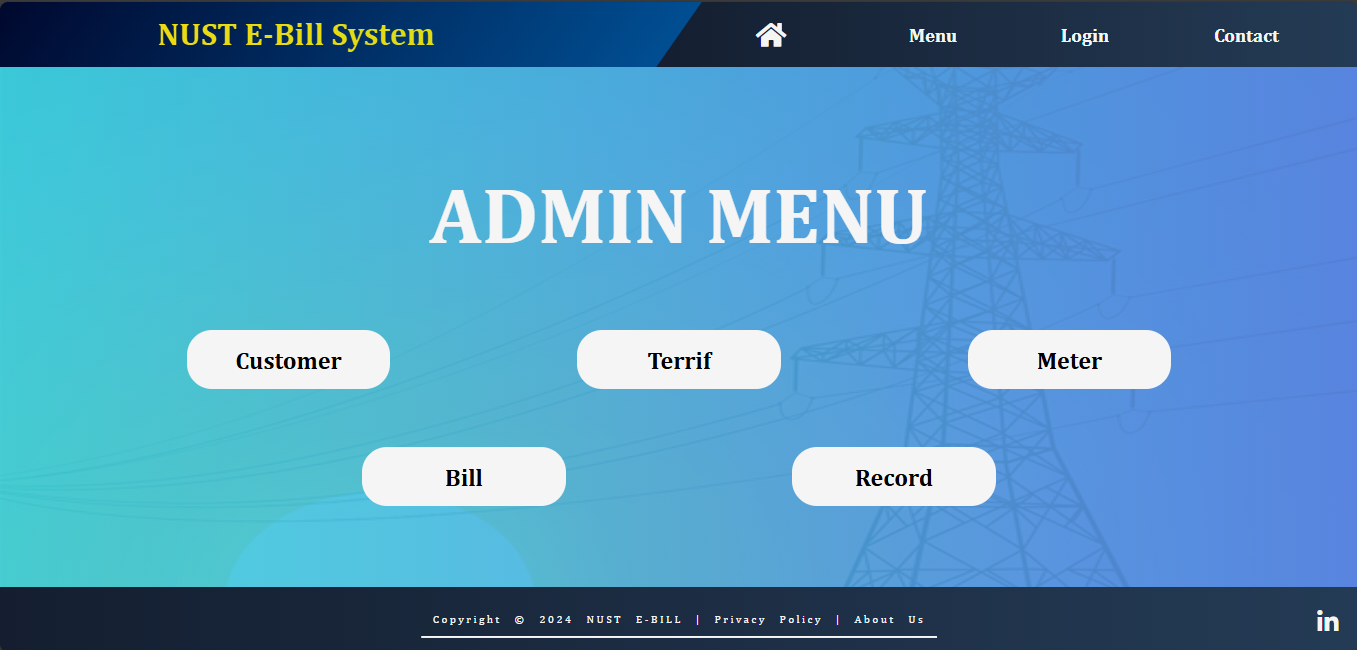 NUST E-Bill System
Menu
Login
Contact
ADMIN MENU
Customer
Terrif
Meter
Bill
Record
Copyright © 2024 NUST E-BILL | Privacy Policy | About Us
in